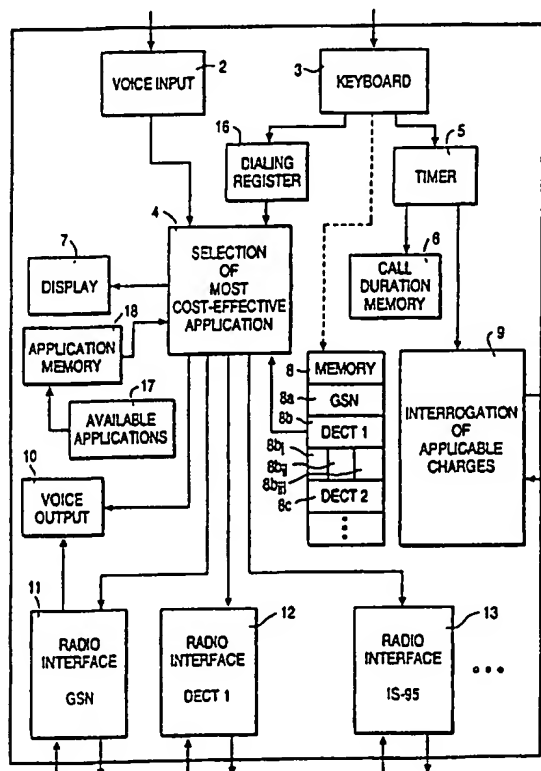 2
VOICE INPUT
3
KEYBOARD
16
DIALING
REGISTER
5
TIMER
4
SELECTION
OF
MOST
COST-EFFECTIVE
APPLICATION
7
DISPLAY
6
CALL
DURATION
MEMORY
18
APPLICATION
MEMORY
17
AVAILABLE
APPLICATIONS
8
MEMORY
8a
GSN
8b
DECT 1
8bI
8bII
8bIII
8c
DECT 2
9
INTERROGATION
OF
APPLICABLE
CHARGES
10
VOICE
OUTPUT
11
RADIO
INTERFACE
GSN
12
RADIO
INTERFACE
DECT 1
13
RADIO
INTERFACE
IS-95